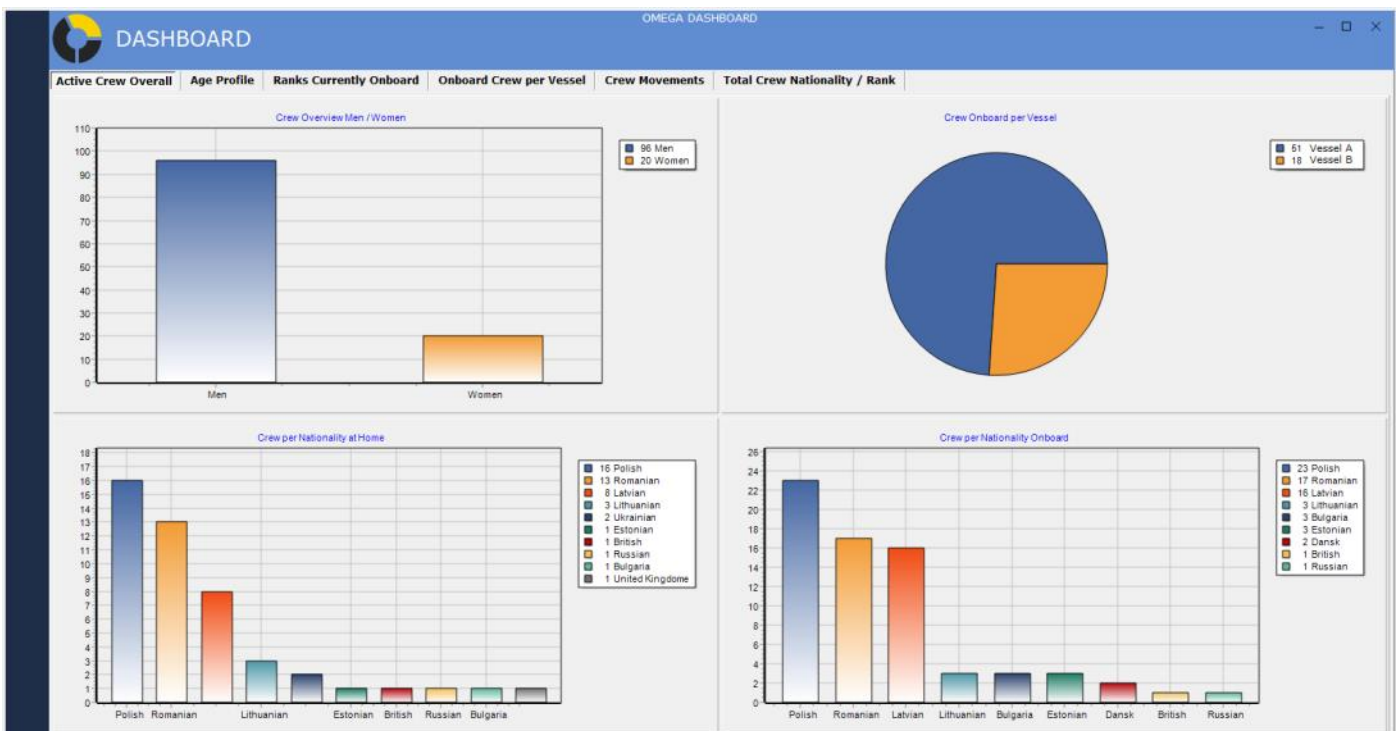 OMEGA DASHBOARD
DASHBOARD
Active Crew Overall Age Profile Ranks Currently Onboard Onboard Crew per Vessel Crew Movements Total Crew Nationality / Rank
Crew Overview Men / Women
110
100
90
80
70
60
50
40
30
20
10
0
Men Women
96 Men
20 Women
Crew Onboard per Vessel
51 Vessel A
18 Vessel B
Crew per Nationality at Home
18
17
16
15
14
13
12
11
10
9
8
7
6
5
4
3
2
1
0
Polish Romanian Lithuanian Estonian British Russian Bulgaria
16 Polish
13 Romanian
8 Latvian
3 Lithuanian
2 Ukrainian
1 Estonian
1 British
1 Russian
1 Bulgaria
1 United Kingdome
Crew per Nationality Onboard
26
24
22
20
18
16
14
12
10
8
6
4
2
0
Polish Romanian Latvian Lithuanian Bulgaria Estonian Dansk British Russian
23 Polish
17 Romanian
16 Latvian
3 Lithuanian
3 Bulgaria
3 Estonian
2 Dansk
1 British
1 Russian